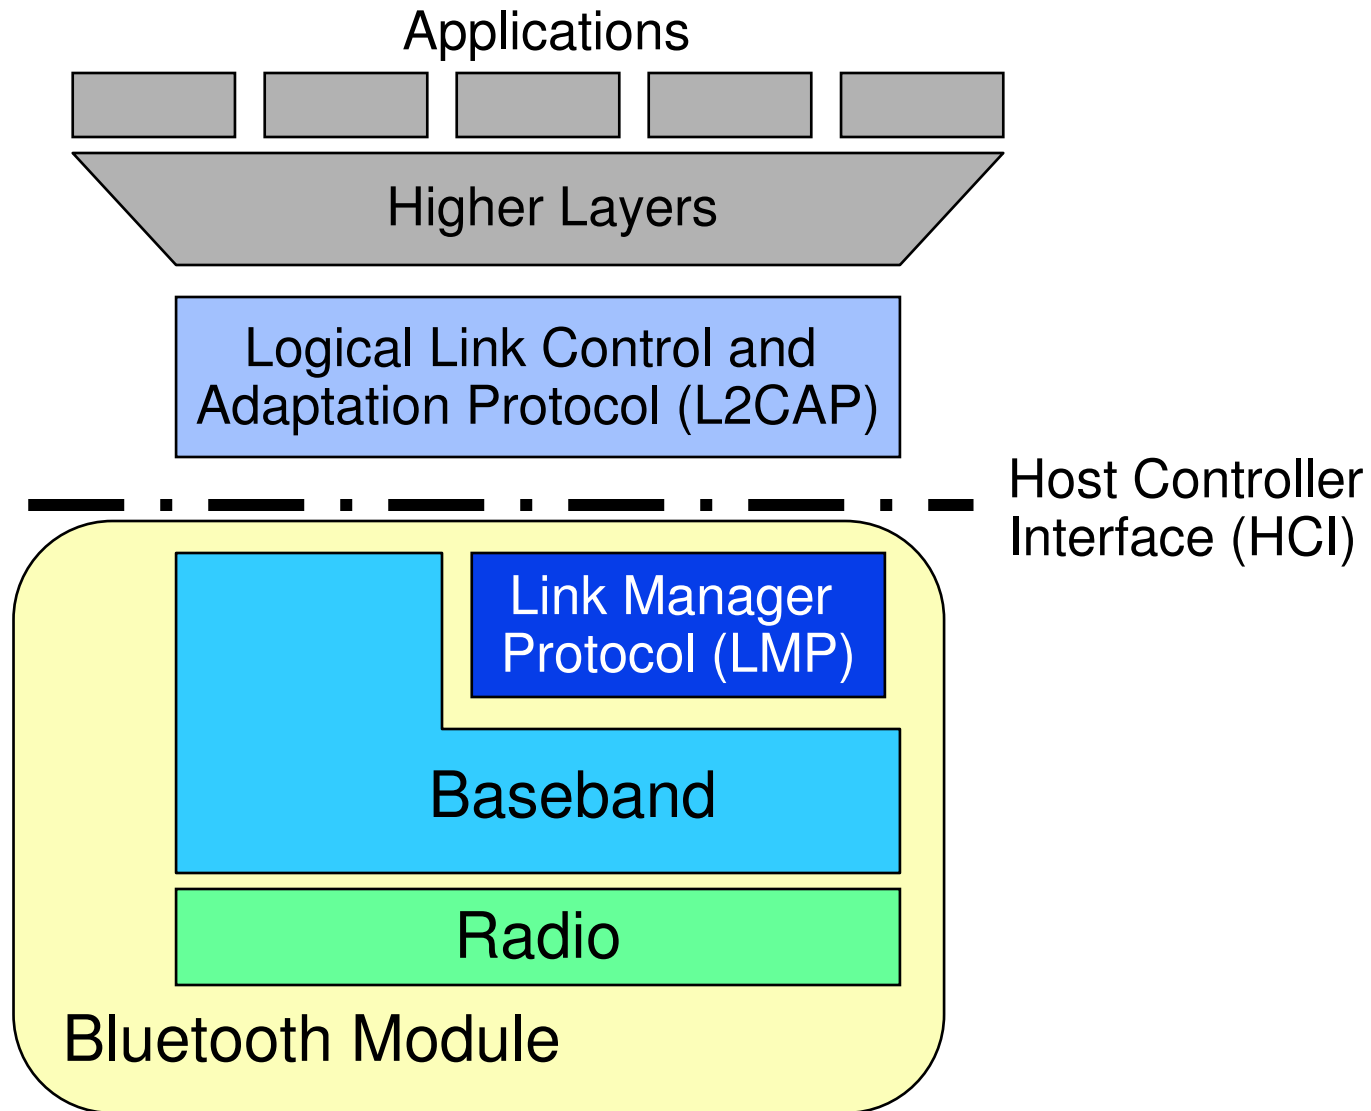 Applications
Higher Layers
Logical Link Control and
Adaptation Protocol (L2CAP)
Host Controller
Interface (HCI)
Link Manager
Protocol (LMP)
Baseband
Radio
Bluetooth Module